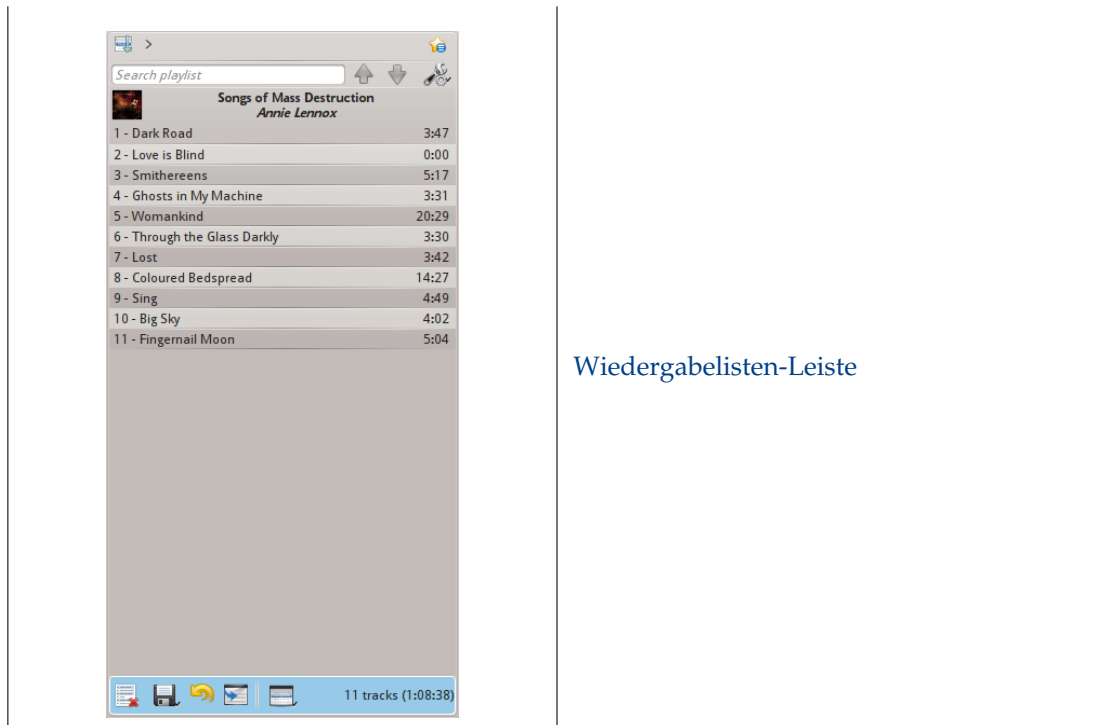 Search playlist
Songs of Mass Destruction
Annie Lennox
1 - Dark Road 3:47
2 - Love is Blind 0:00
3 - Smithereens 5:17
4 - Ghosts in My Machine 3:31
5 - Womankind 20:29
6 - Through the Glass Darkly 3:30
7 - Lost 3:42
8 - Coloured Bedspread 14:27
9 - Sing 4:49
10 - Big Sky 4:02
11 - Fingernail Moon 5:04
11 tracks (1:08:38)
Wiedergabelisten-Leiste